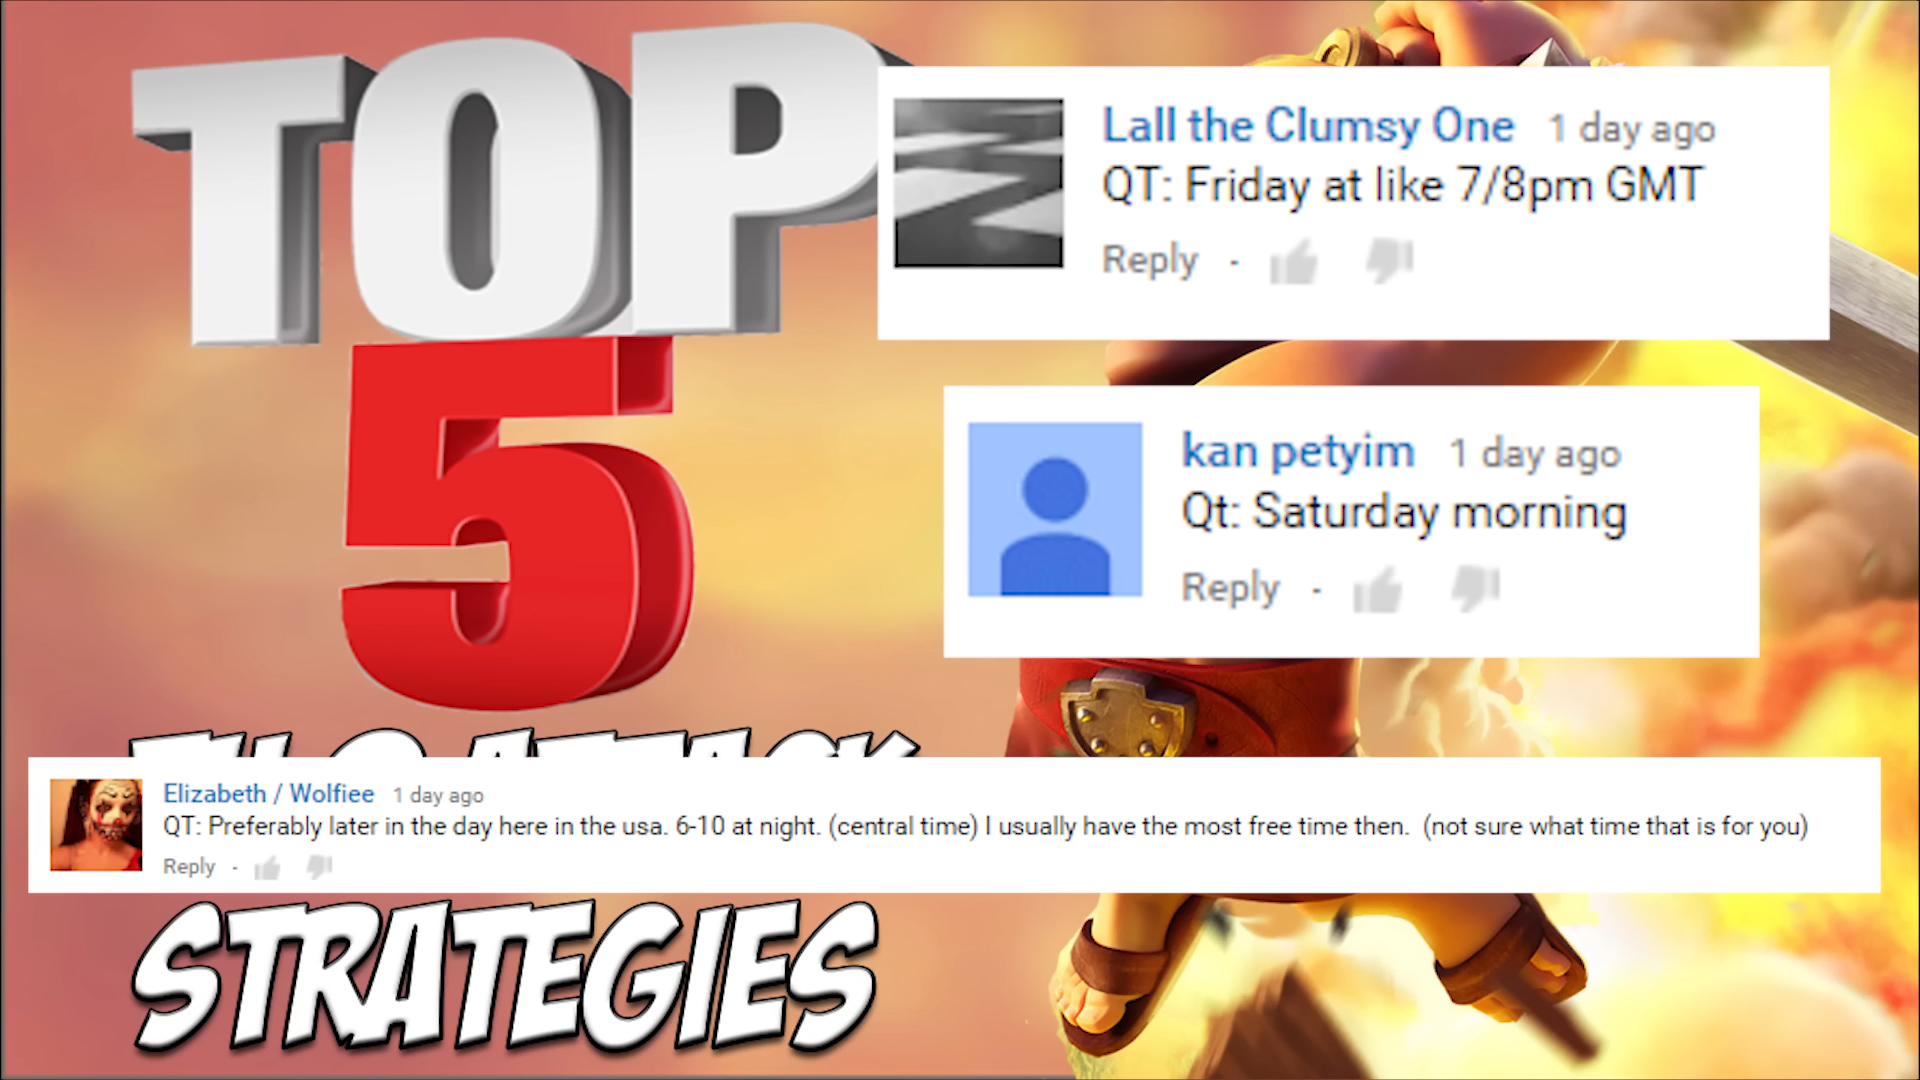 TOP
5
Lall the Clumsy One 1 day ago
QT: Friday at like 7/8pm GMT
Reply -
kan petyim 1 day ago
Qt: Saturday morning
Reply -
ATTACK
Elizabeth / Wolfiee 1 day ago
QT: Preferably later in the day here in the usa. 6-10 at night. (central time) I usually have the most free time then. (not sure what time that is for you)
Reply -
STRATEGIES